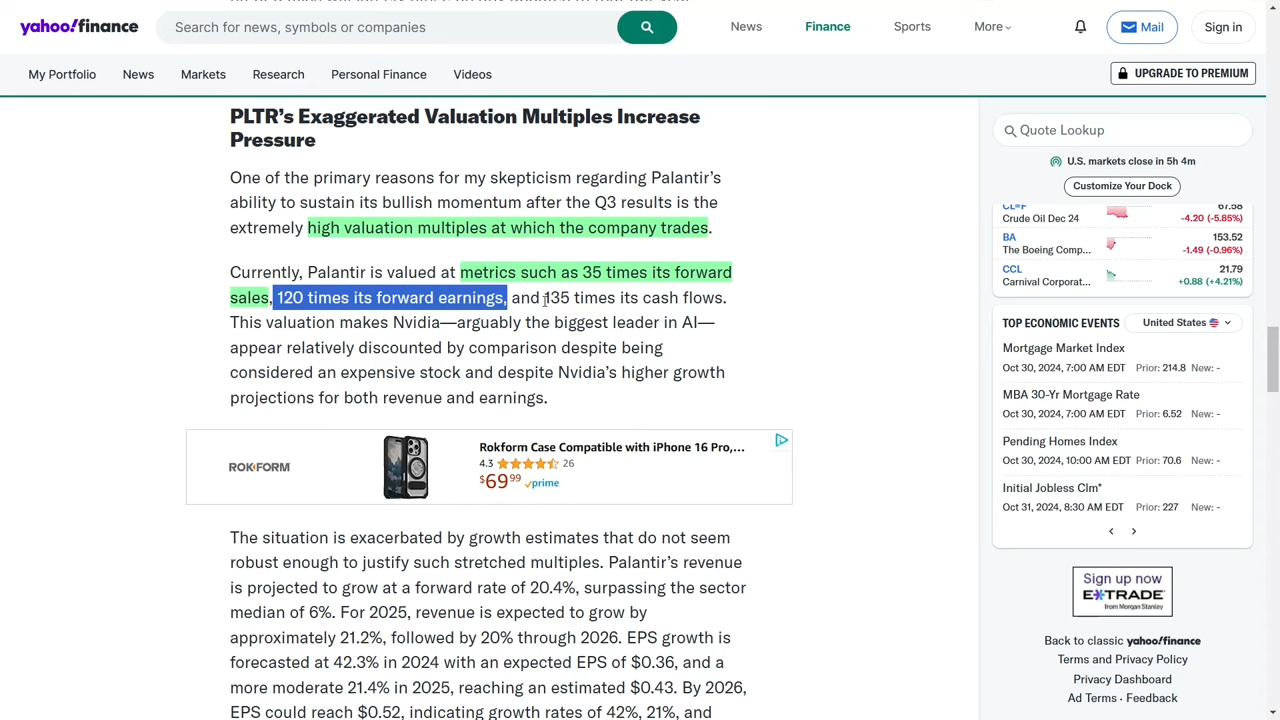 yahoo!finance
Search for news, symbols or companies
News
Finance
Sports
More
Mail
Sign in
My Portfolio
News
Markets
Research
Personal Finance
Videos
UPGRADE TO PREMIUM
PLTR’s Exaggerated Valuation Multiples Increase
Pressure
One of the primary reasons for my skepticism regarding Palantir’s
ability to sustain its bullish momentum after the Q3 results is the
extremely high valuation multiples at which the company trades.
Currently, Palantir is valued at metrics such as 35 times its forward
sales, 120 times its forward earnings, and 135 times its cash flows.
This valuation makes Nvidia—arguably the biggest leader in AI—
appear relatively discounted by comparison despite being
considered an expensive stock and despite Nvidia’s higher growth
projections for both revenue and earnings.
ROKFORM
Rokform Case Compatible with iPhone 16 Pro,...
4.3 26
$69 99 prime
The situation is exacerbated by growth estimates that do not seem
robust enough to justify such stretched multiples. Palantir’s revenue
is projected to grow at a forward rate of 20.4%, surpassing the sector
median of 6%. For 2025, revenue is expected to grow by
approximately 21.2%, followed by 20% through 2026. EPS growth is
forecasted at 42.3% in 2024 with an expected EPS of $0.36, and a
more moderate 21.4% in 2025, reaching an estimated $0.43. By 2026,
EPS could reach $0.52, indicating growth rates of 42%, 21%, and
Quote Lookup
U.S. markets close in 5h 4m
Customize Your Dock
CL=F 67.58
Crude Oil Dec 24 -4.20 (-5.85%)
BA 153.52
The Boeing Comp... -1.49 (-0.96%)
CCL 21.79
Carnival Corporat... +0.88 (+4.21%)
TOP ECONOMIC EVENTS
United States
Mortgage Market Index
Oct 30, 2024, 7:00 AM EDT Prior: 214.8 New: -
MBA 30-Yr Mortgage Rate
Oct 30, 2024, 7:00 AM EDT Prior: 6.52 New: -
Pending Homes Index
Oct 30, 2024, 10:00 AM EDT Prior: 70.6 New: -
Initial Jobless Clm*
Oct 31, 2024, 8:30 AM EDT Prior: 227 New: -
Sign up now
E*TRADE
from Morgan Stanley
Back to classic yahoo!finance
Terms and Privacy Policy
Privacy Dashboard
Ad Terms · Feedback